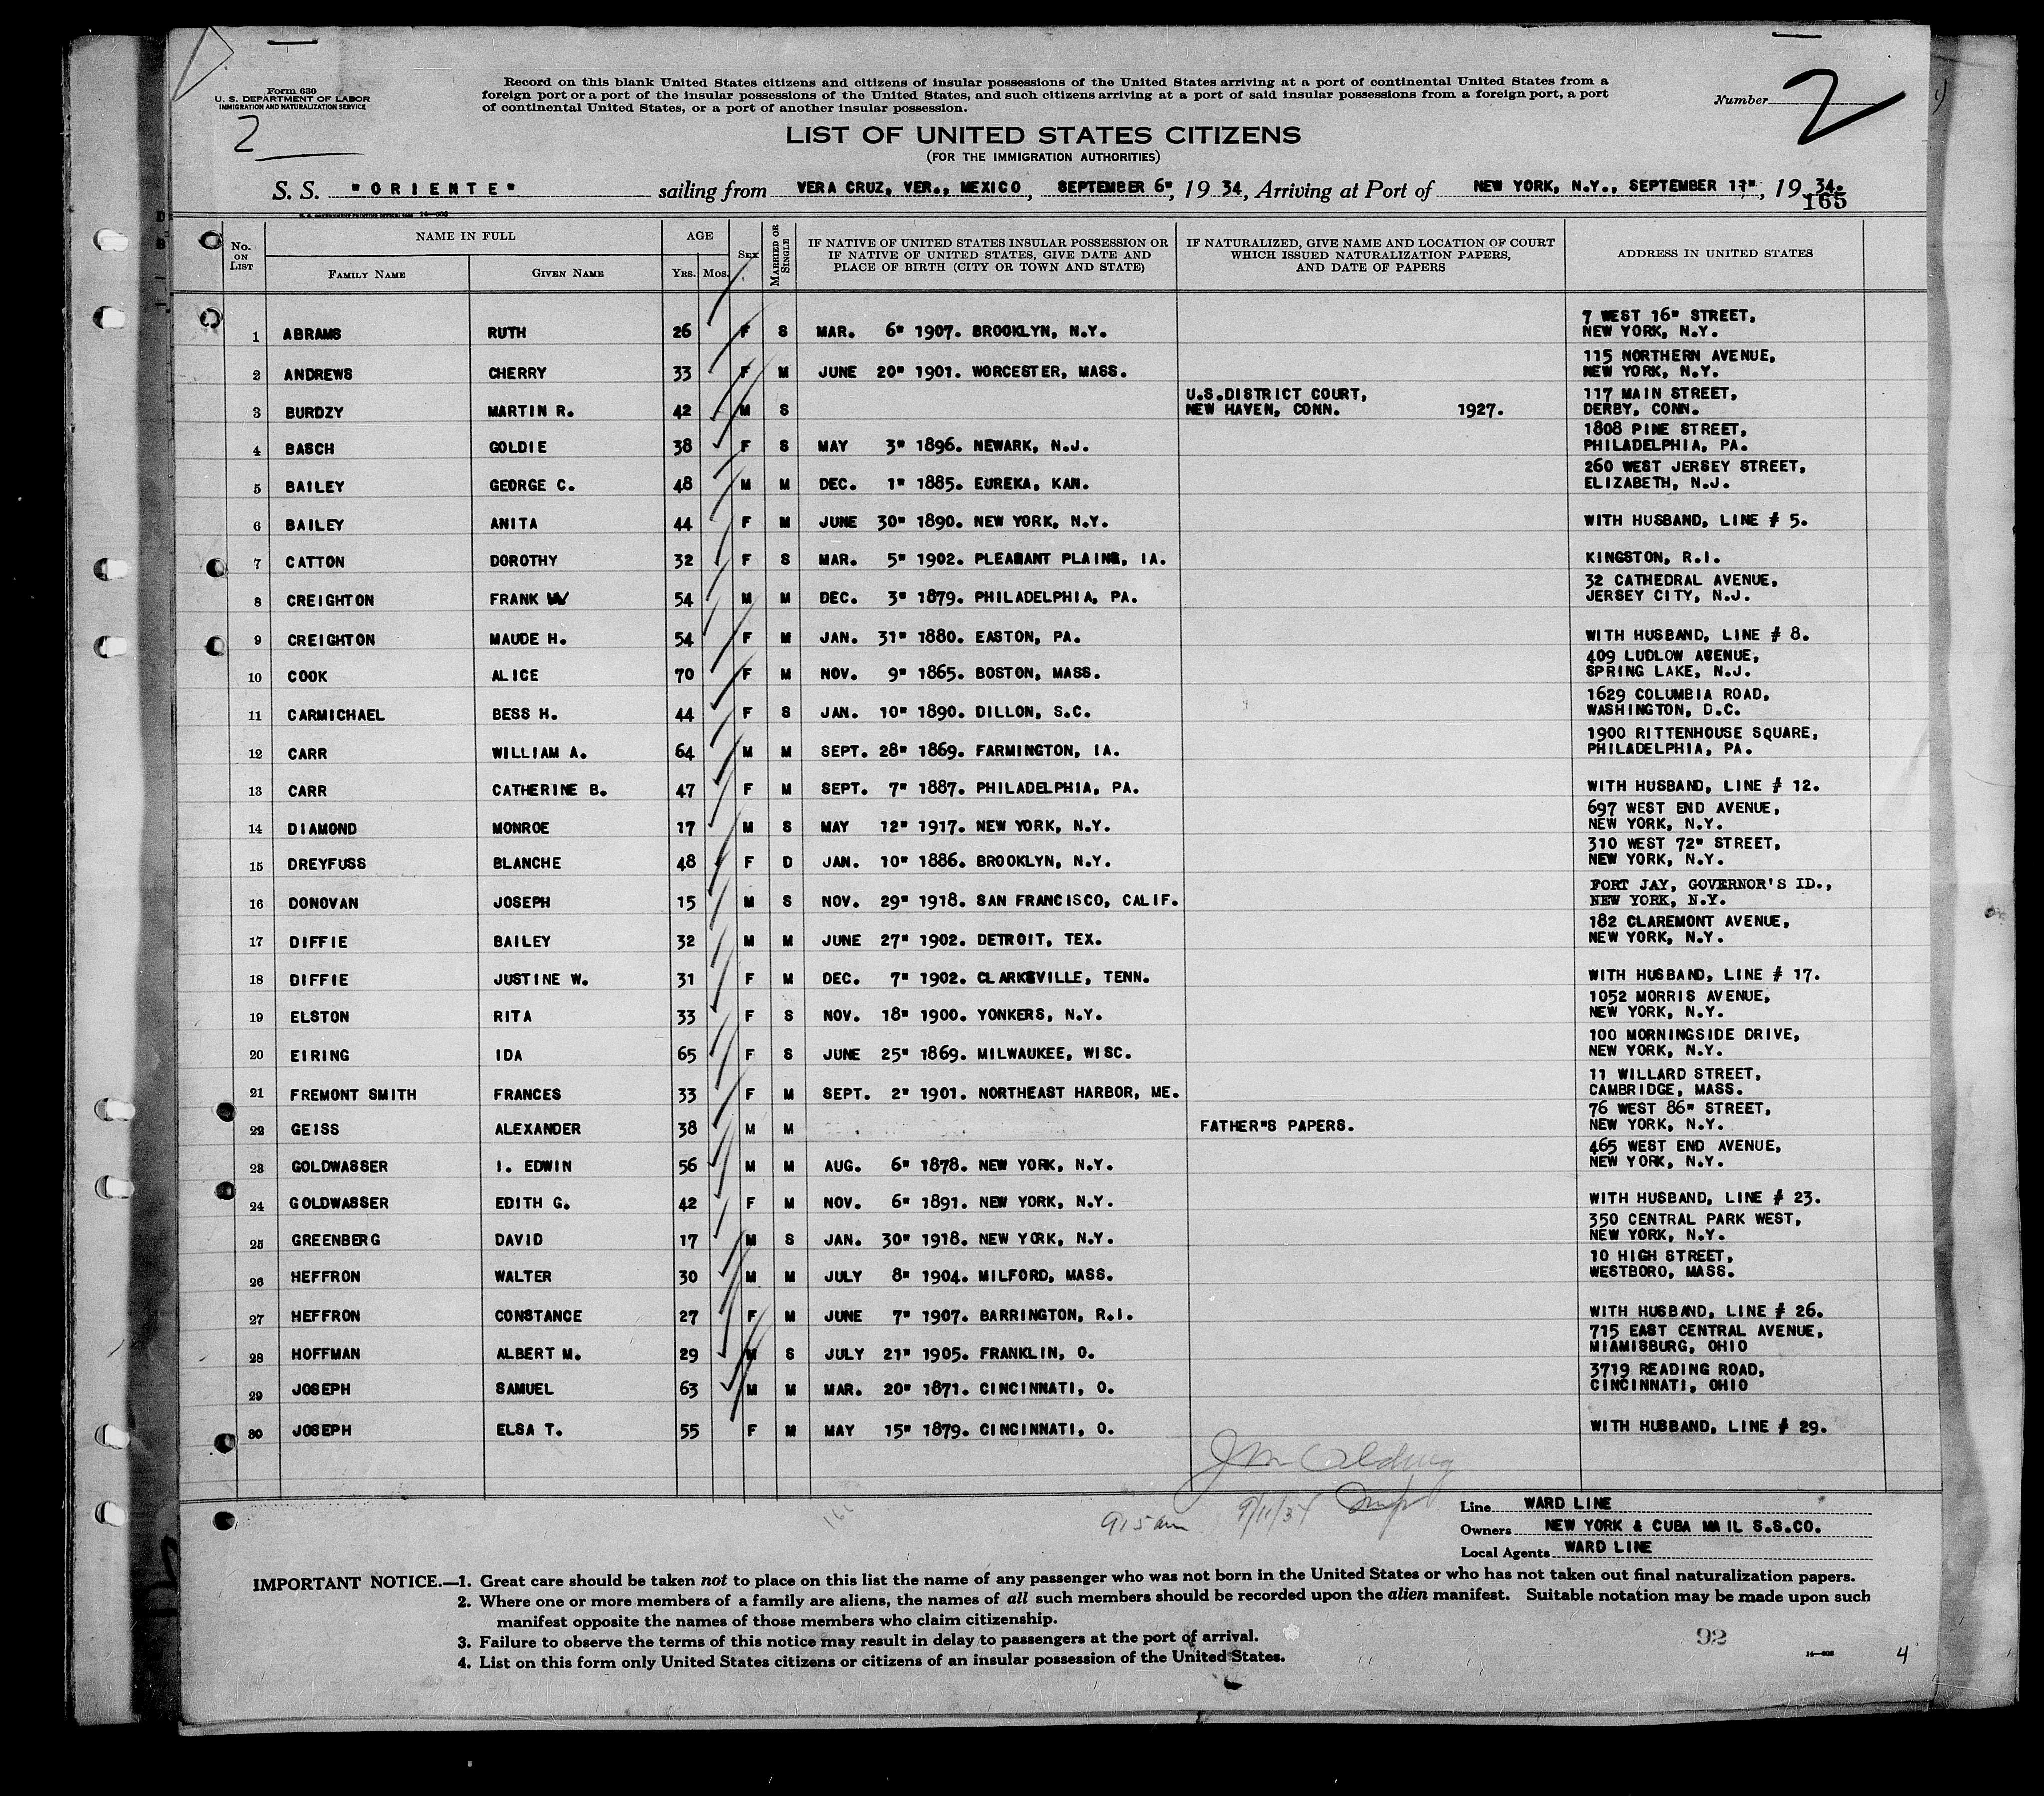 Form 630
U. S. DEPARTMENT OF LABOR
IMMIGRATION AND NATURALIZATION SERVICE
2
Record on this blank United States citizens and citizens of insular possessions of the United States arriving at a port of continental United States from a
foreign port or a port of the insular possessions of the United States, and such citizens arriving at a port of said insular possessions from a foreign port, a port
of continental United States, or a port of another insular possession.
Number 2
LIST OF UNITED STATES CITIZENS
(FOR THE IMMIGRATION AUTHORITIES)
S. S. "ORIENTE" sailing from VERA CRUZ, VER., MEXICO, SEPTEMBER 6", 1934, Arriving at Port of NEW YORK, N.Y., SEPTEMBER 11", 1934.
165
No. ON LIST
NAME IN FULL
FAMILY NAME
GIVEN NAME
AGE
YRS. MOS.
SEX
MARRIED OR SINGLE
IF NATIVE OF UNITED STATES INSULAR POSSESSION OR
IF NATIVE OF UNITED STATES, GIVE DATE AND
PLACE OF BIRTH (CITY OR TOWN AND STATE)
IF NATURALIZED, GIVE NAME AND LOCATION OF COURT
WHICH ISSUED NATURALIZATION PAPERS,
AND DATE OF PAPERS
ADDRESS IN UNITED STATES
1 ABRAMS RUTH 26 F S MAR. 6" 1907. BROOKLYN, N.Y. 7 WEST 16" STREET,
NEW YORK, N.Y.
2 ANDREWS CHERRY 33 F M JUNE 20" 1901. WORCESTER, MASS. 115 NORTHERN AVENUE,
NEW YORK, N.Y.
3 BURDZY MARTIN R. 42 M S U.S.DISTRICT COURT,
NEW HAVEN, CONN. 1927. 117 MAIN STREET,
DERBY, CONN.
4 BASCH GOLDIE 38 F S MAY 3" 1896. NEWARK, N.J. 1808 PINE STREET,
PHILADELPHIA, PA.
5 BAILEY GEORGE C. 48 M M DEC. 1" 1885. EUREKA, KAN. 260 WEST JERSEY STREET,
ELIZABETH, N.J.
6 BAILEY ANITA 44 F M JUNE 30" 1890. NEW YORK, N.Y. WITH HUSBAND, LINE # 5.
7 CATTON DOROTHY 32 F S MAR. 5" 1902. PLEASANT PLAINS, IA. KINGSTON, R.I.
8 CREIGHTON FRANK W 54 M M DEC. 3" 1879. PHILADELPHIA, PA. 32 CATHEDRAL AVENUE,
JERSEY CITY, N.J.
9 CREIGHTON MAUDE H. 54 F M JAN. 31" 1880. EASTON, PA. WITH HUSBAND, LINE # 8.
10 COOK ALICE 70 F M NOV. 9" 1865. BOSTON, MASS. 409 LUDLOW AVENUE,
SPRING LAKE, N.J.
11 CARMICHAEL BESS H. 44 F S JAN. 10" 1890. DILLON, S.C. 1629 COLUMBIA ROAD,
WASHINGTON, D.C.
12 CARR WILLIAM A. 64 M M SEPT. 28" 1869. FARMINGTON, IA. 1900 RITTENHOUSE SQUARE,
PHILADELPHIA, PA.
13 CARR CATHERINE B. 47 F M SEPT. 7" 1887. PHILADELPHIA, PA. WITH HUSBAND, LINE # 12.
14 DIAMOND MONROE 17 M S MAY 12" 1917. NEW YORK, N.Y. 697 WEST END AVENUE,
NEW YORK, N.Y.
15 DREYFUSS BLANCHE 48 F D JAN. 10" 1886. BROOKLYN, N.Y. 310 WEST 72" STREET,
NEW YORK, N.Y.
16 DONOVAN JOSEPH 15 M S NOV. 29" 1918. SAN FRANCISCO, CALIF. FORT JAY, GOVERNOR'S ID.,
NEW YORK, N.Y.
17 DIFFIE BAILEY 32 M M JUNE 27" 1902. DETROIT, TEX. 182 CLAREMONT AVENUE,
NEW YORK, N.Y.
18 DIFFIE JUSTINE W. 31 F M DEC. 7" 1902. CLARKSVILLE, TENN. WITH HUSBAND, LINE # 17.
19 ELSTON RITA 33 F S NOV. 18" 1900. YONKERS, N.Y. 1052 MORRIS AVENUE,
NEW YORK, N.Y.
20 EIRING IDA 65 F S JUNE 25" 1869. MILWAUKEE, WISC. 100 MORNINGSIDE DRIVE,
NEW YORK, N.Y.
21 FREMONT SMITH FRANCES 33 F M SEPT. 2" 1901. NORTHEAST HARBOR, ME. 11 WILLARD STREET,
CAMBRIDGE, MASS.
22 GEISS ALEXANDER 38 M M FATHER"S PAPERS. 76 WEST 86" STREET,
NEW YORK, N.Y.
23 GOLDWASSER I. EDWIN 56 M M AUG. 6" 1878. NEW YORK, N.Y. 465 WEST END AVENUE,
NEW YORK, N.Y.
24 GOLDWASSER EDITH G. 42 F M NOV. 6" 1891. NEW YORK, N.Y. WITH HUSBAND, LINE # 23.
25 GREENBERG DAVID 17 M S JAN. 30" 1918. NEW YORK, N.Y. 350 CENTRAL PARK WEST,
NEW YORK, N.Y.
26 HEFFRON WALTER 30 M M JULY 8" 1904. MILFORD, MASS. 10 HIGH STREET,
WESTBORO, MASS.
27 HEFFRON CONSTANCE 27 F M JUNE 7" 1907. BARRINGTON, R.I. WITH HUSBAND, LINE # 26.
28 HOFFMAN ALBERT M. 29 M S JULY 21" 1905. FRANKLIN, O. 715 EAST CENTRAL AVENUE,
MIAMISBURG, OHIO
29 JOSEPH SAMUEL 63 M M MAR. 20" 1871. CINCINNATI, O. 3719 READING ROAD,
CINCINNATI, OHIO
30 JOSEPH ELSA T. 55 F M MAY 15" 1879. CINCINNATI, O. WITH HUSBAND, LINE # 29.
915 am 9/11/34
Line WARD LINE
Owners NEW YORK & CUBA MAIL S.S.CO.
Local Agents WARD LINE
IMPORTANT NOTICE.—1. Great care should be taken not to place on this list the name of any passenger who was not born in the United States or who has not taken out final naturalization papers.
2. Where one or more members of a family are aliens, the names of all such members should be recorded upon the alien manifest. Suitable notation may be made upon such
manifest opposite the names of those members who claim citizenship.
3. Failure to observe the terms of this notice may result in delay to passengers at the port of arrival.
4. List on this form only United States citizens or citizens of an insular possession of the United States.
92
4